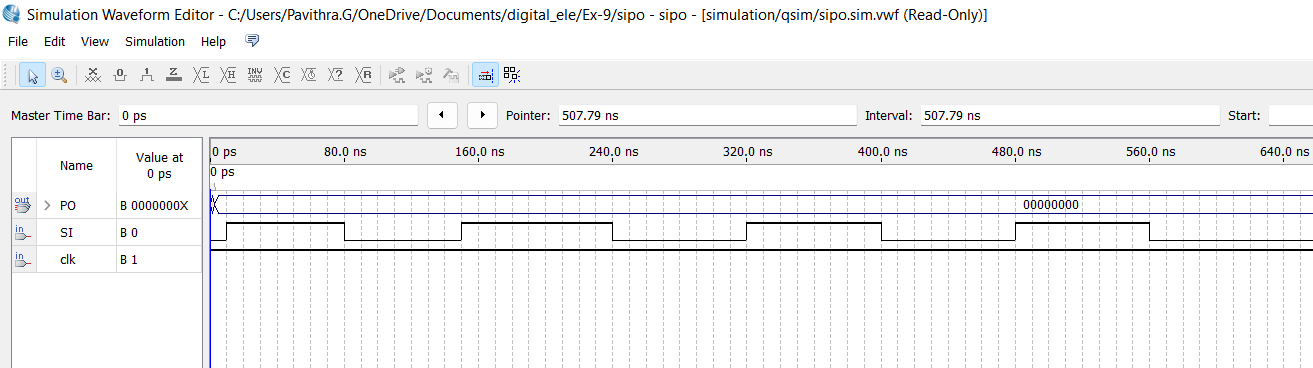 Simulation Waveform Editor - C:/Users/Pavithra.G/OneDrive/Documents/digital_ele/Ex-9/sipo - sipo - [simulation/qsim/sipo.sim.vwf (Read-Only)]
File Edit View Simulation Help
Master Time Bar: 0 ps Pointer: 507.79 ns Interval: 507.79 ns Start:
Name Value at 0 ps 0 ps 80.0 ns 160.0 ns 240.0 ns 320.0 ns 400.0 ns 480.0 ns 560.0 ns 640.0 ns
0 ps
out > PO B 0000000X 00000000
in SI B 0
in clk B 1